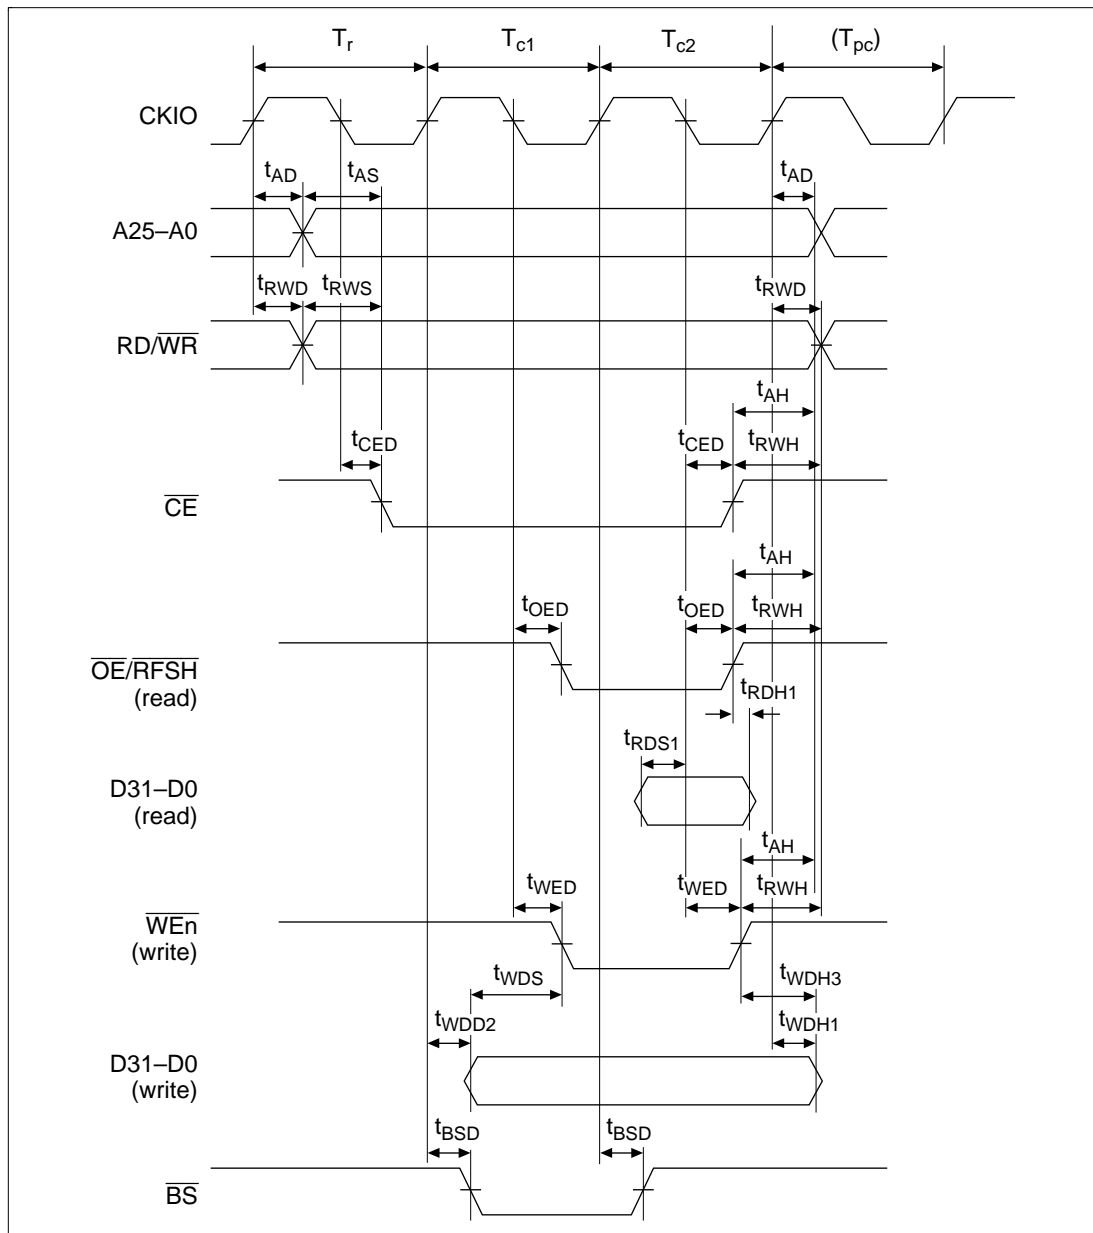 Tr Tc1 Tc2 (Tpc)
CKIO
tAD tAS tAD
A25–A0
tRWD tRWS tRWD
RD/WR
tAH
tCED tCED tRWH
CE
tAH
tOED tOED tRWH
OE/RFSH
(read)
tRDH1
tRDS1
D31–D0
(read)
tAH
tWED tWED tRWH
WEn
(write)
tWDS tWDH3
tWDD2 tWDH1
D31–D0
(write)
tBSD tBSD
BS